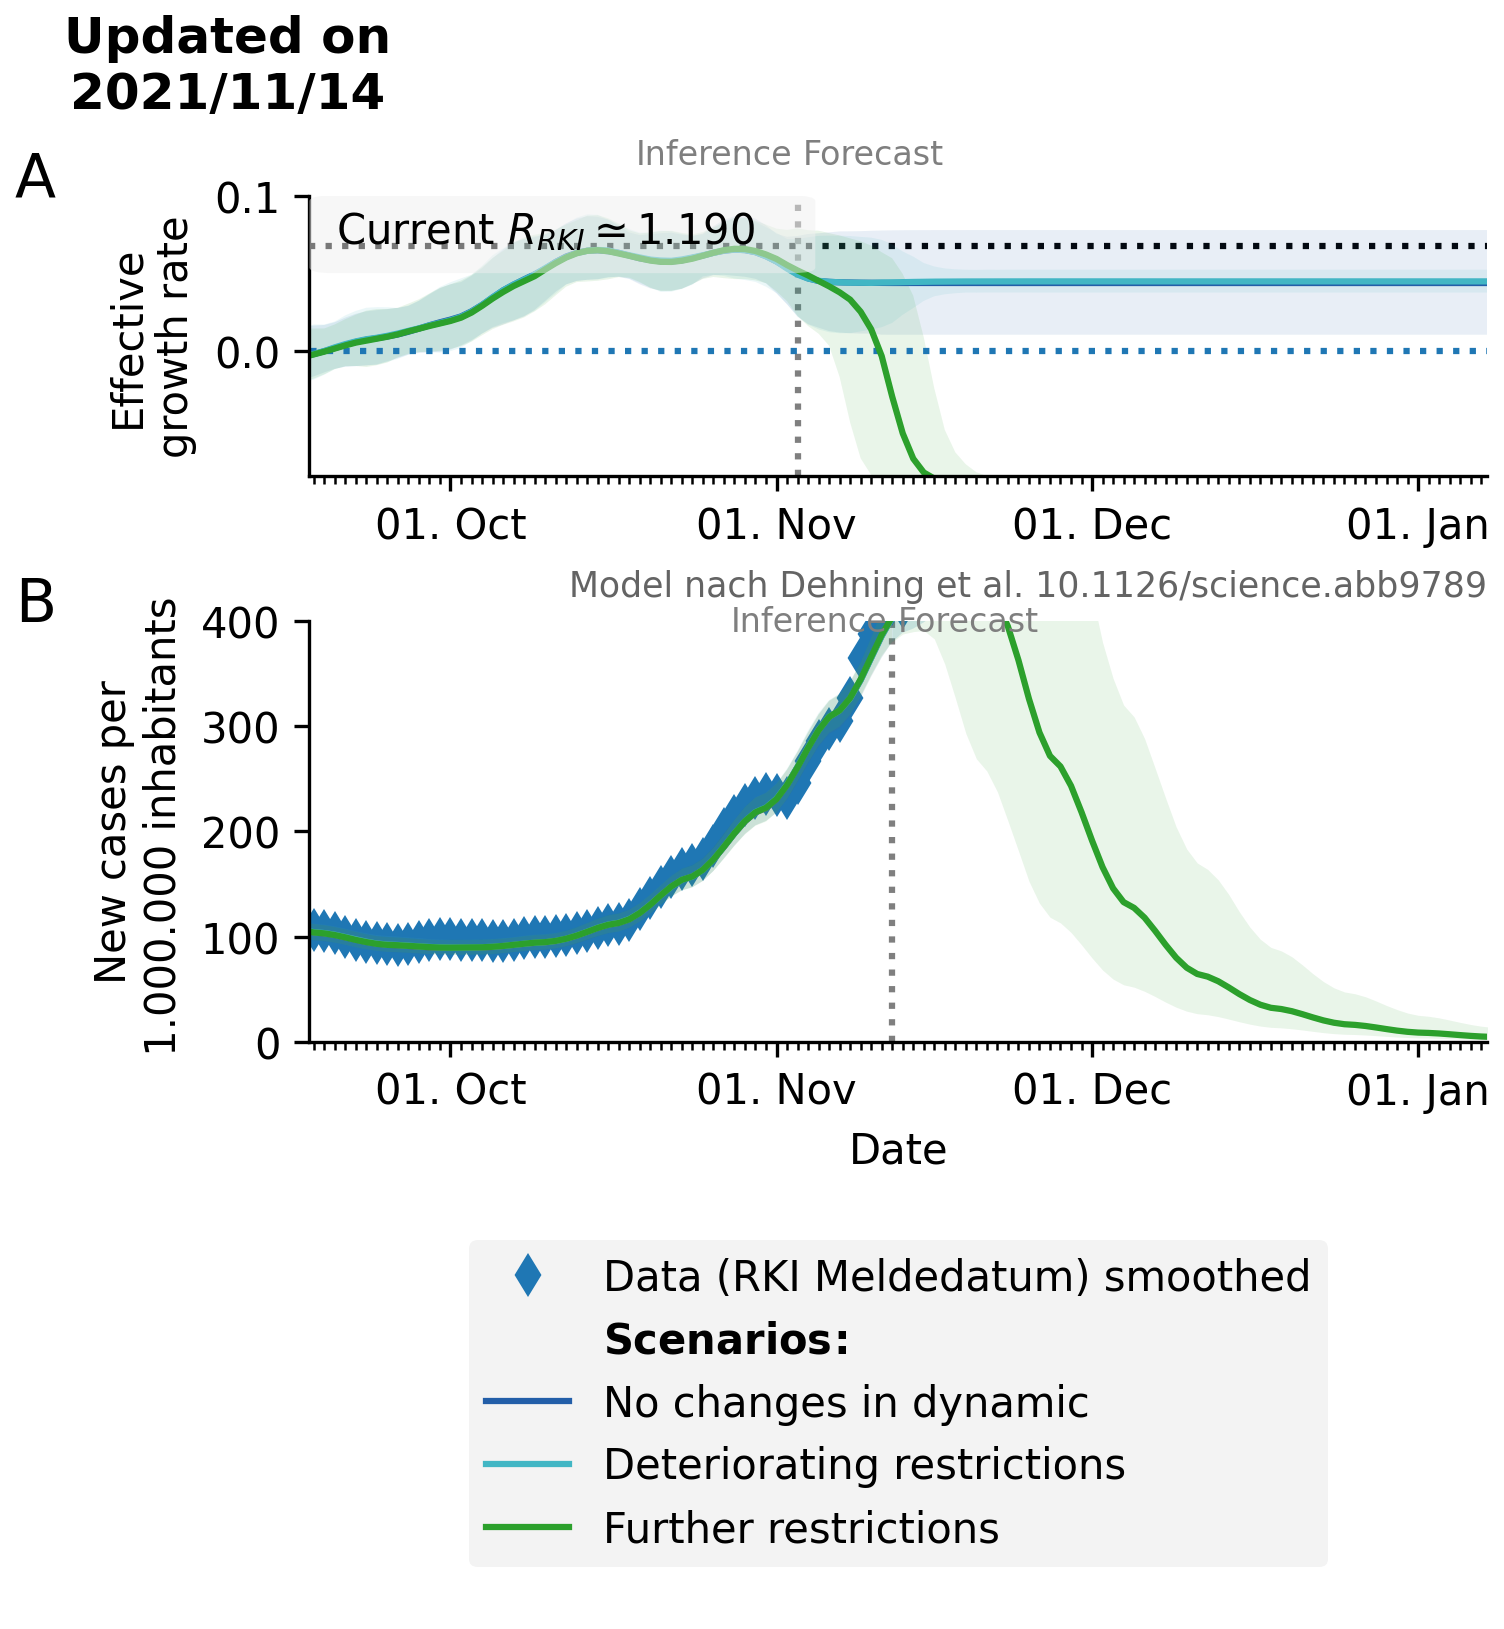 Updated on
2021/11/14
A
Inference Forecast
Effective
growth rate
0.1
0.0
Current R_RKI ≃ 1.190
01. Oct
01. Nov
01. Dec
01. Jan
B
Model nach Dehning et al. 10.1126/science.abb9789
Inference Forecast
New cases per
1.000.000 inhabitants
400
300
200
100
0
01. Oct
01. Nov
01. Dec
01. Jan
Date
Data (RKI Meldedatum) smoothed
Scenarios:
No changes in dynamic
Deteriorating restrictions
Further restrictions